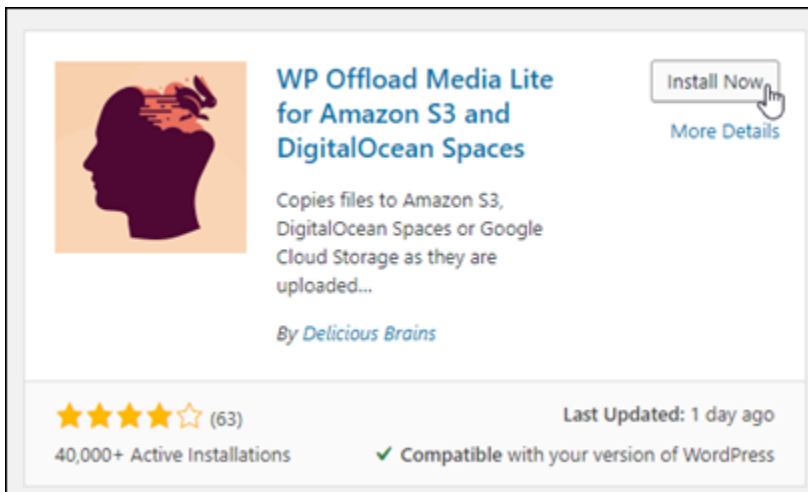 WP Offload Media Lite
for Amazon S3 and
DigitalOcean Spaces
Install Now
More Details
Copies files to Amazon S3,
DigitalOcean Spaces or Google
Cloud Storage as they are
uploaded...
By Delicious Brains
(63)
Last Updated: 1 day ago
40,000+ Active Installations
✔ Compatible with your version of WordPress